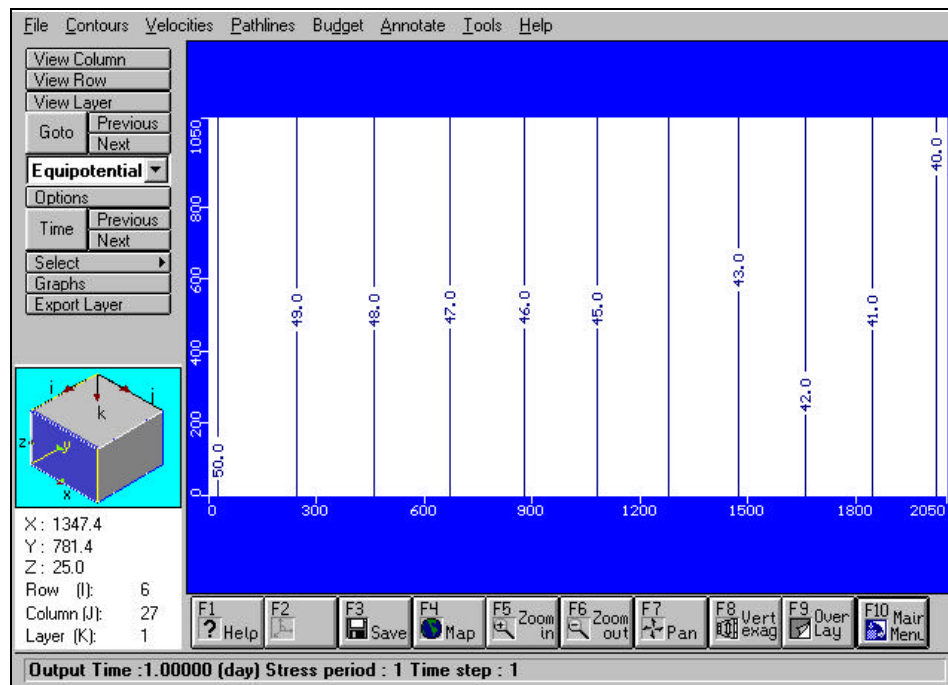 File Contours Velocities Pathlines Budget Annotate Tools Help
View Column
View Row
View Layer
Goto
Previous
Next
Equipotential
Options
Time
Previous
Next
Select
Graphs
Export Layer
1050
800
600
400
200
0
50.0
49.0
48.0
47.0
46.0
45.0
43.0
42.0
41.0
40.0
0 300 600 900 1200 1500 1800 2050
i
j
k
z
y
x
X: 1347.4
Y: 781.4
Z: 25.0
Row (I): 6
Column (J): 27
Layer (K): 1
F1 ? Help
F2
F3 Save
F4 Map
F5 Zoom in
F6 Zoom out
F7 Pan
F8 Vert exag
F9 Over Lay
F10 Main Menu
Output Time :1.00000 (day) Stress period : 1 Time step : 1